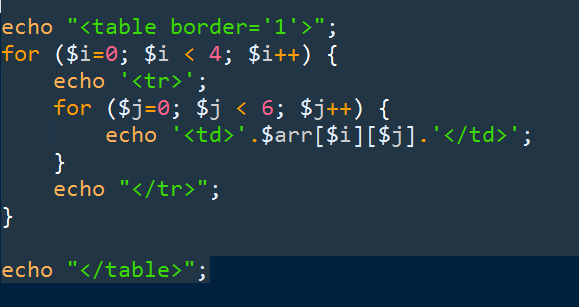 echo "<table border='1'>";
for ($i=0; $i < 4; $i++) {
    echo '<tr>';
    for ($j=0; $j < 6; $j++) {
        echo '<td>'.$arr[$i][$j].'</td>';
    }
    echo "</tr>";
}
echo "</table>";